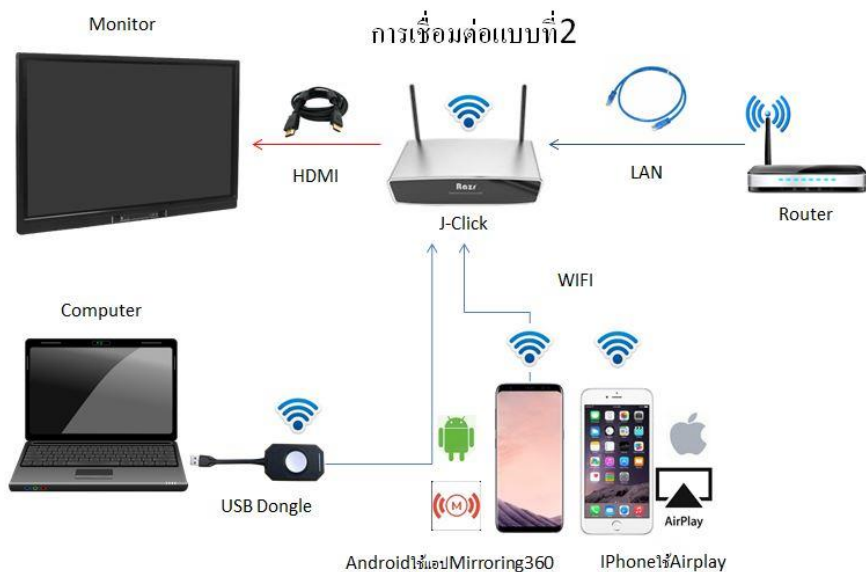 การเชื่อมต่อแบบที่2
Monitor
HDMI
Razr
J-Click
LAN
Router
WIFI
Computer
USB Dongle
M
AirPlay
Androidใช้แอปMirroring360
IPhoneใช้Airplay